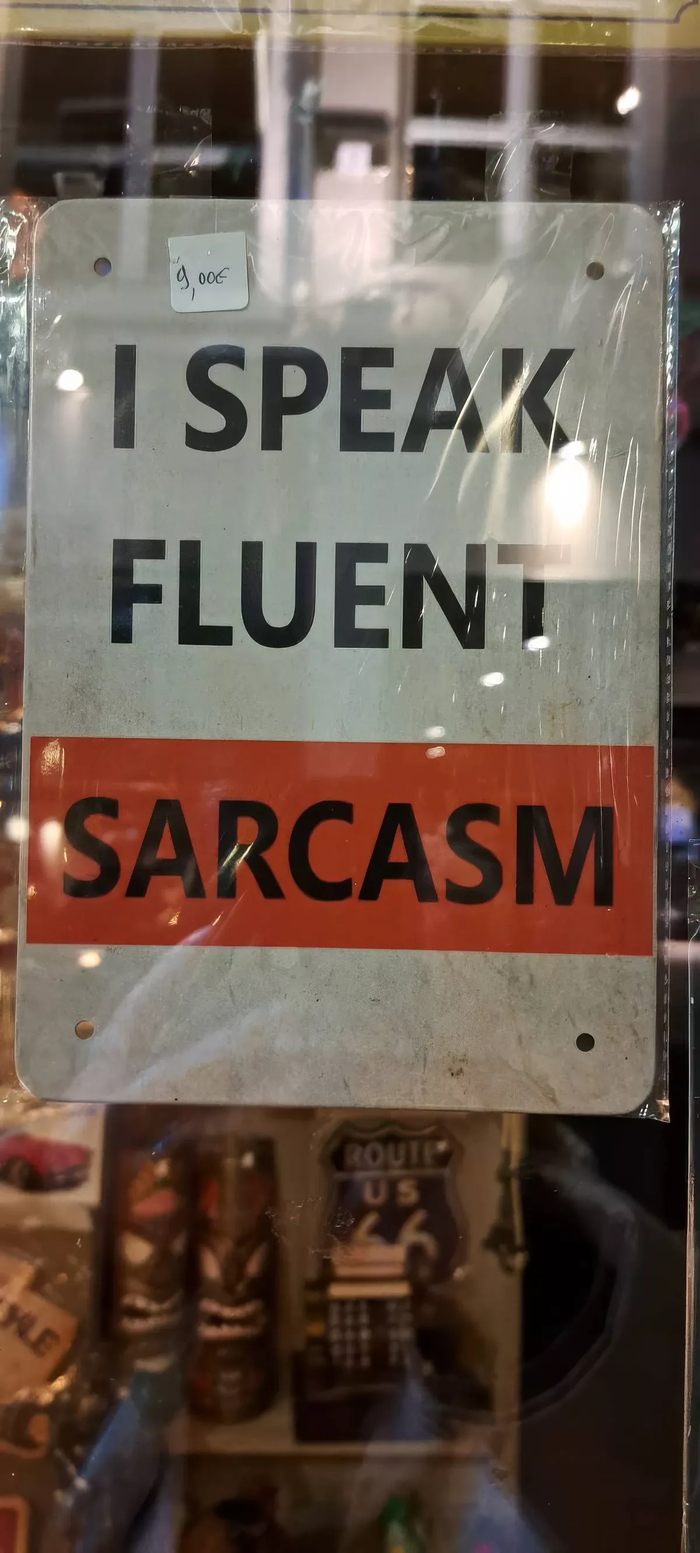 9,00€
I SPEAK
FLUENT
SARCASM
ROUTE
US
66